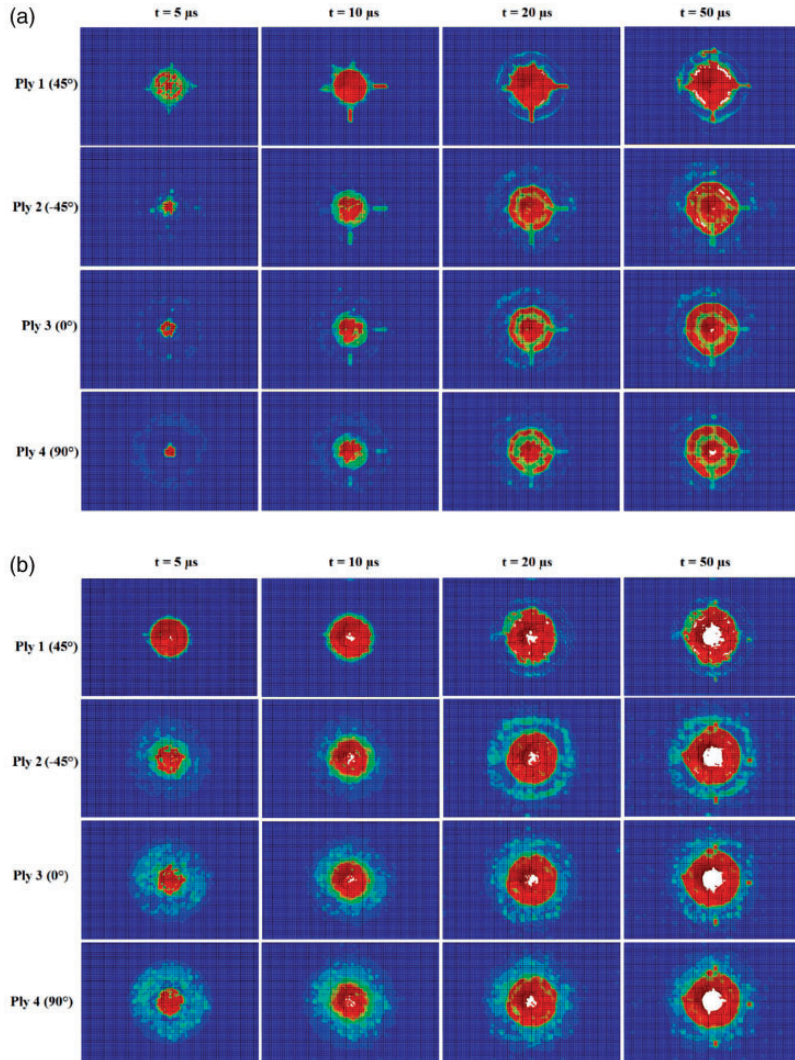 (a)
t = 5 µs t = 10 µs t = 20 µs t = 50 µs
Ply 1 (45°)
Ply 2 (-45°)
Ply 3 (0°)
Ply 4 (90°)
(b)
t = 5 µs t = 10 µs t = 20 µs t = 50 µs
Ply 1 (45°)
Ply 2 (-45°)
Ply 3 (0°)
Ply 4 (90°)